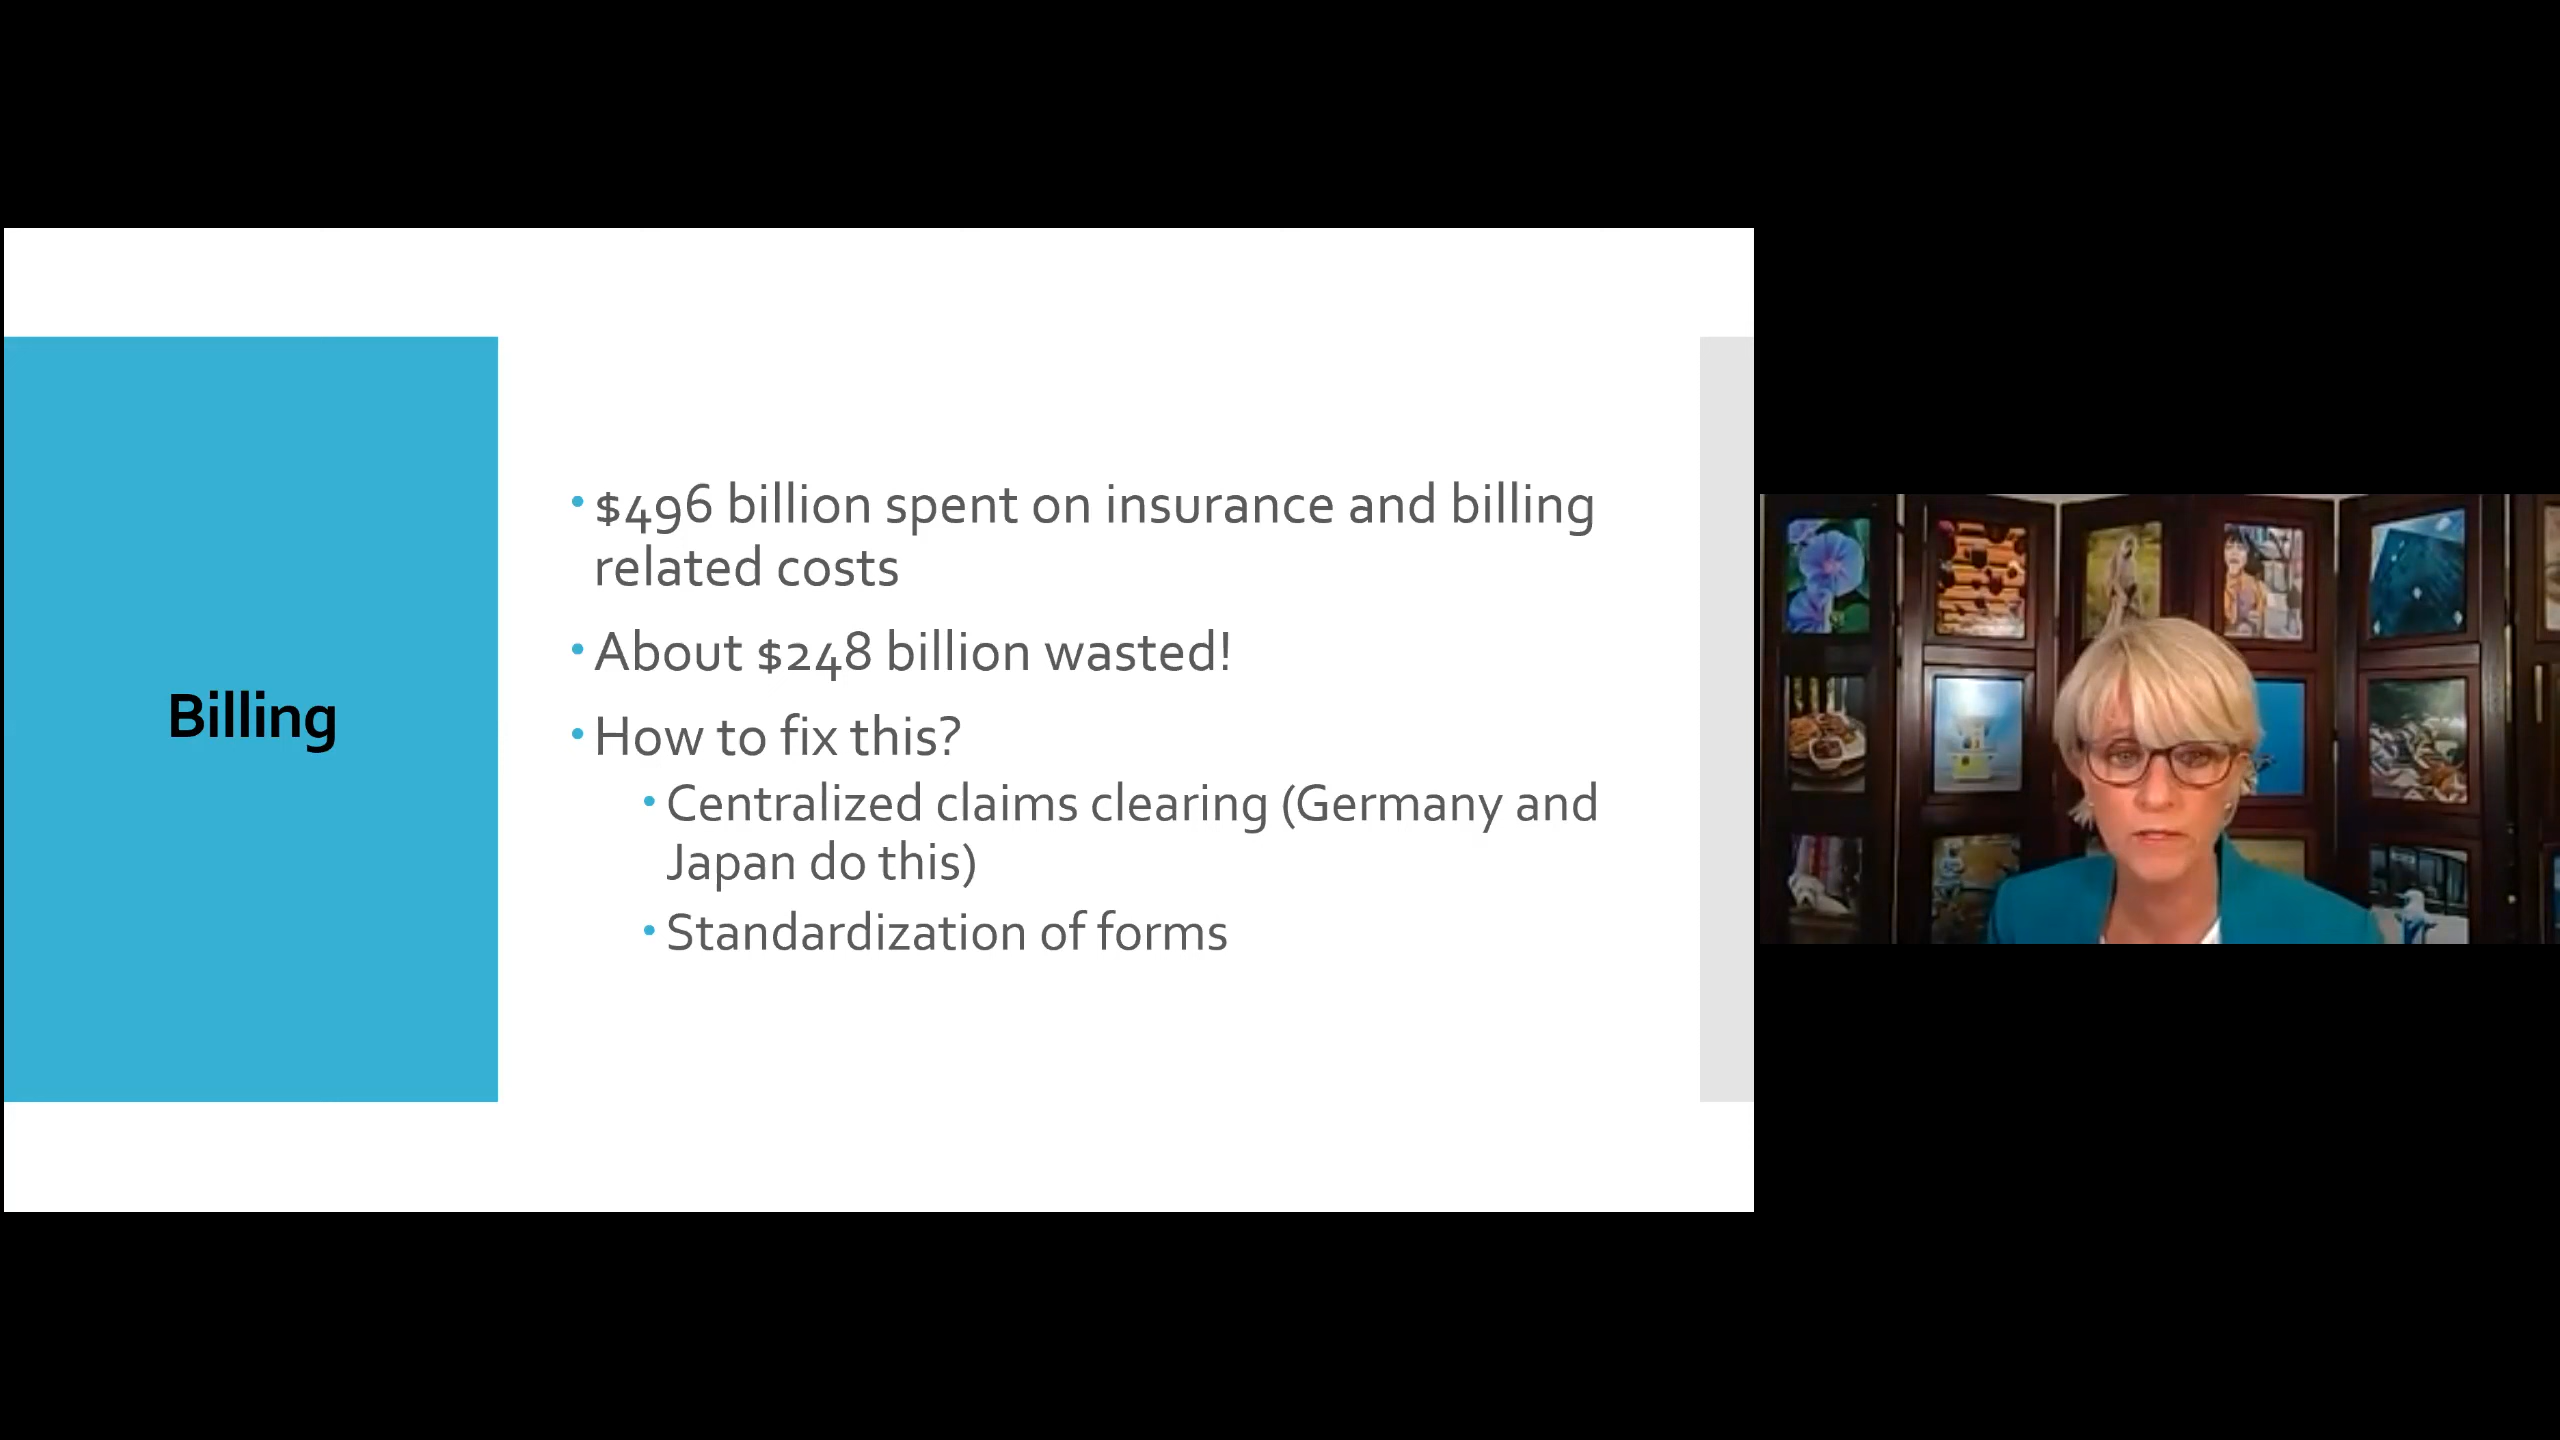 Billing
• $496 billion spent on insurance and billing
related costs
• About $248 billion wasted!
• How to fix this?
• Centralized claims clearing (Germany and
Japan do this)
• Standardization of forms